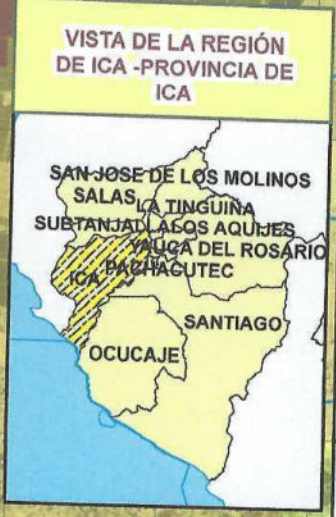 VISTA DE LA REGIÓN
DE ICA -PROVINCIA DE
ICA
SAN JOSE DE LOS MOLINOS
SALAS
LA TINGUIÑA
SUBTANJALLA
LOS AQUIJES
YAUCA DEL ROSARIO
PACHACUTEC
ICA
SANTIAGO
OCUCAJE